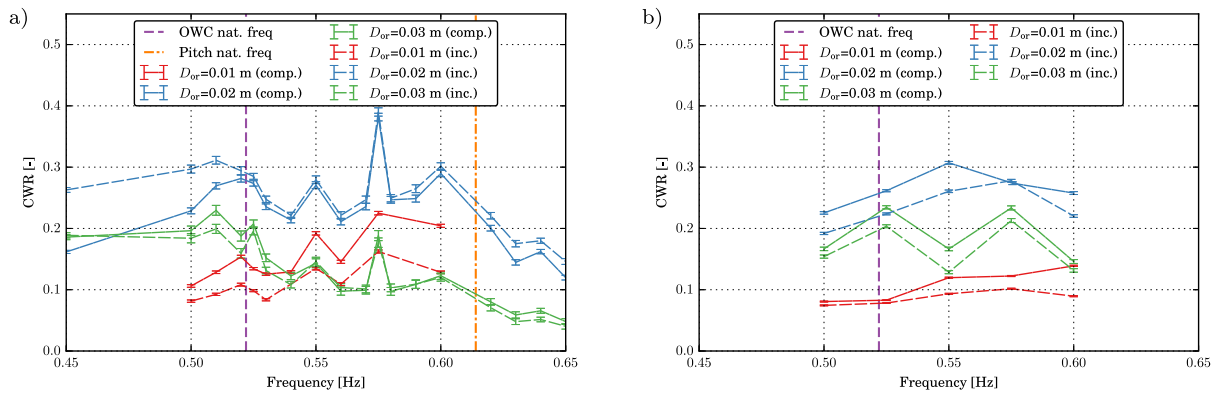 a)
OWC nat. freq
Pitch nat. freq
D_or=0.01 m (comp.)
D_or=0.02 m (comp.)
D_or=0.03 m (comp.)
D_or=0.01 m (inc.)
D_or=0.02 m (inc.)
D_or=0.03 m (inc.)
0.5
0.4
0.3
0.2
0.1
0.0
CWR [-]
0.45 0.50 0.55 0.60 0.65
Frequency [Hz]
b)
OWC nat. freq
D_or=0.01 m (comp.)
D_or=0.02 m (comp.)
D_or=0.03 m (comp.)
D_or=0.01 m (inc.)
D_or=0.02 m (inc.)
D_or=0.03 m (inc.)
0.5
0.4
0.3
0.2
0.1
0.0
CWR [-]
0.45 0.50 0.55 0.60 0.65
Frequency [Hz]